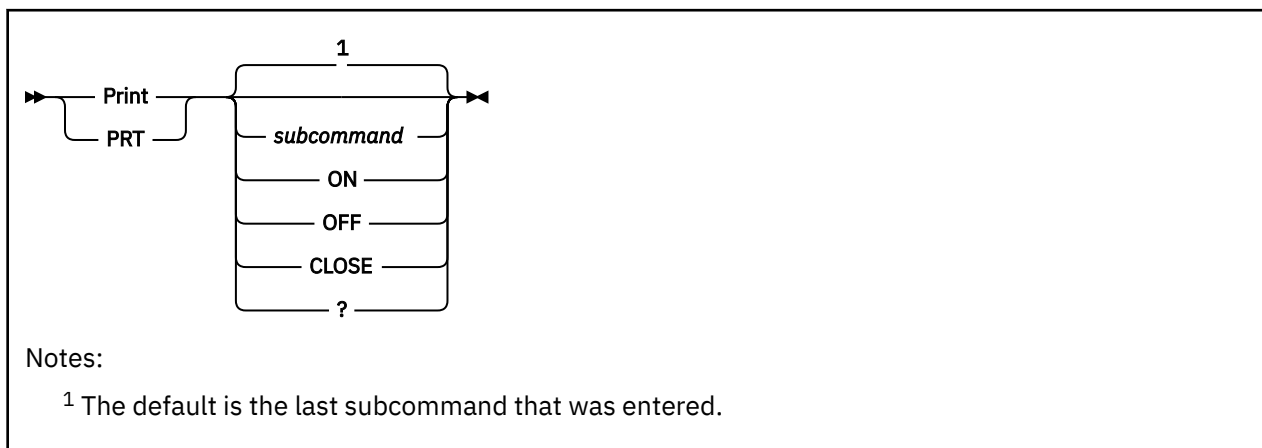 1
Print
PRT
subcommand
ON
OFF
CLOSE
?
Notes:
1 The default is the last subcommand that was entered.